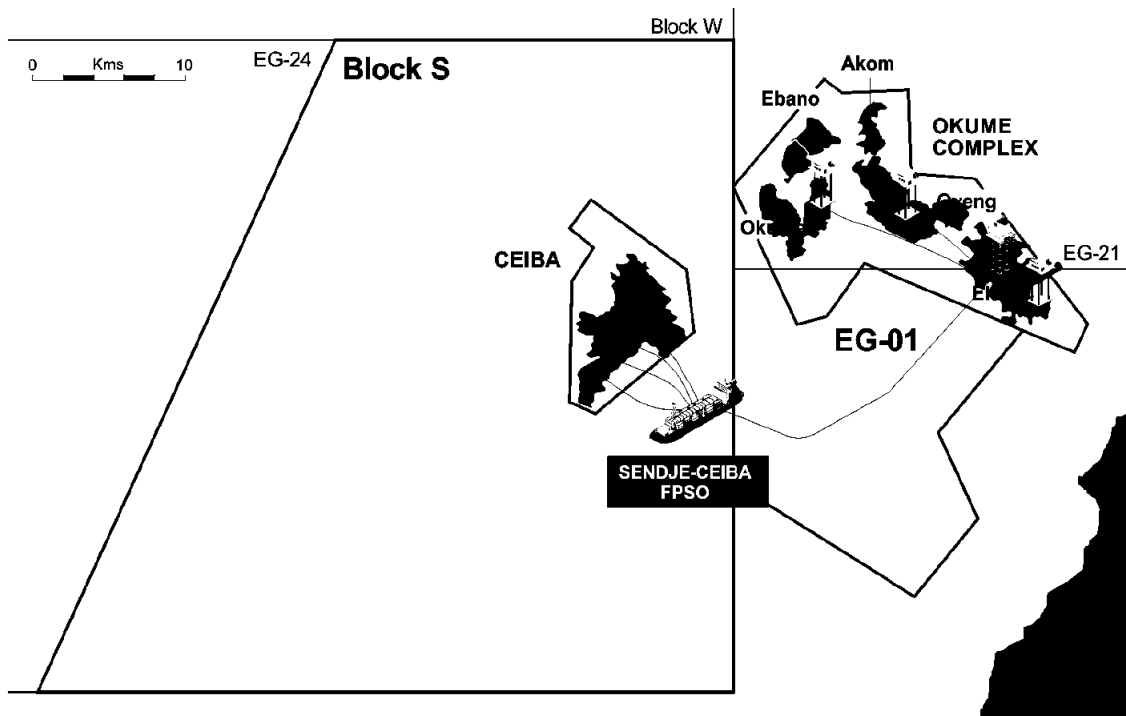 Block W
EG-24
0 Kms 10
Block S
Akom
Ebano
OKUME
COMPLEX
CEIBA
EG-21
EG-01
SENDJE-CEIBA
FPSO